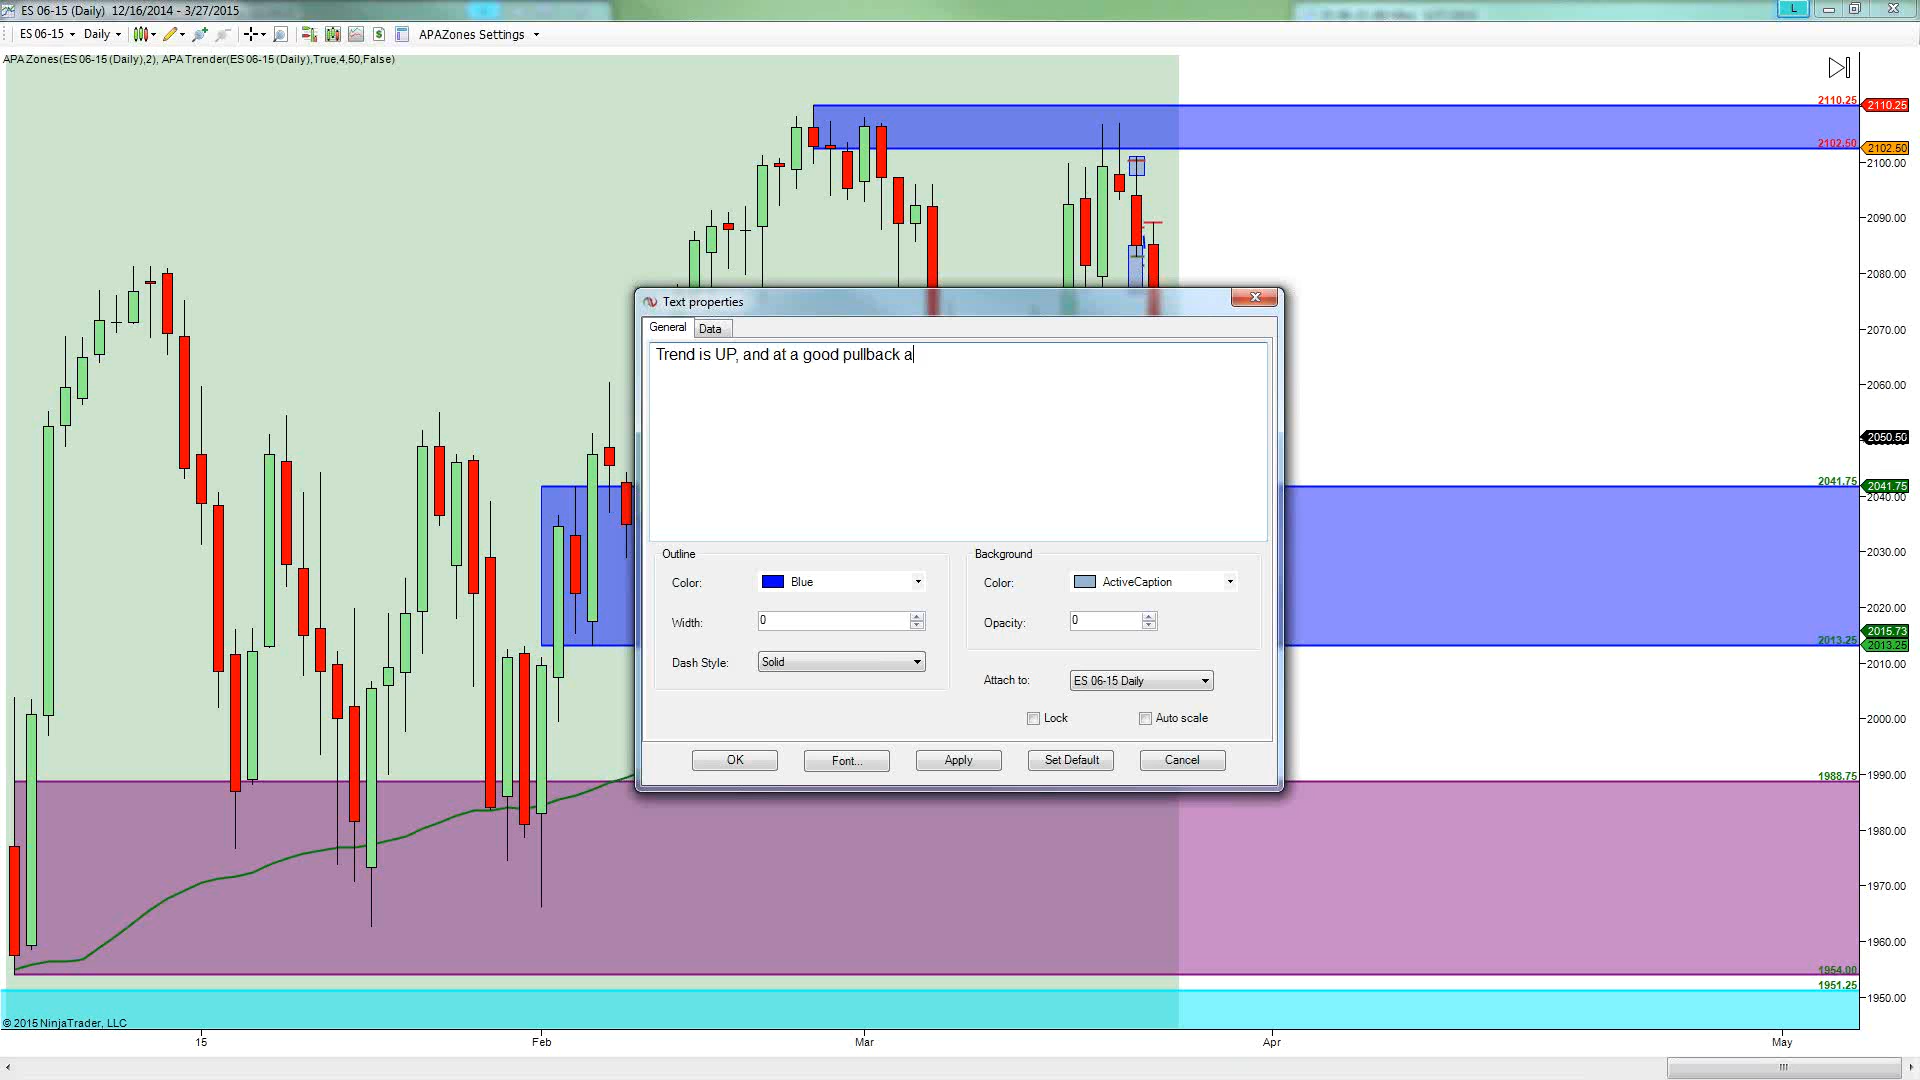 ES 06-15 (Daily)  12/16/2014 - 3/27/2015
L
ES 06-15
Daily
$
APAZones Settings
APAZones(ES 06-15 (Daily),2), APATrender(ES 06-15 (Daily),True,4,50,False)
2110.25
2110.25
2102.50
2102.50
2100.00
2090.00
2080.00
2070.00
2060.00
2050.50
2041.75
2041.75
2040.00
2030.00
2020.00
2015.73
2013.25
2013.25
2010.00
2000.00
1988.75
1990.00
1980.00
1970.00
1960.00
1954.00
1951.25
1950.00
Text properties
General
Data
Trend is UP, and at a good pullback a
Outline
Color:
Blue
Width:
0
Dash Style:
Solid
Background
Color:
ActiveCaption
Opacity:
0
Attach to:
ES 06-15 Daily
Lock
Auto scale
OK
Font...
Apply
Set Default
Cancel
© 2015 NinjaTrader, LLC
15
Feb
Mar
Apr
May